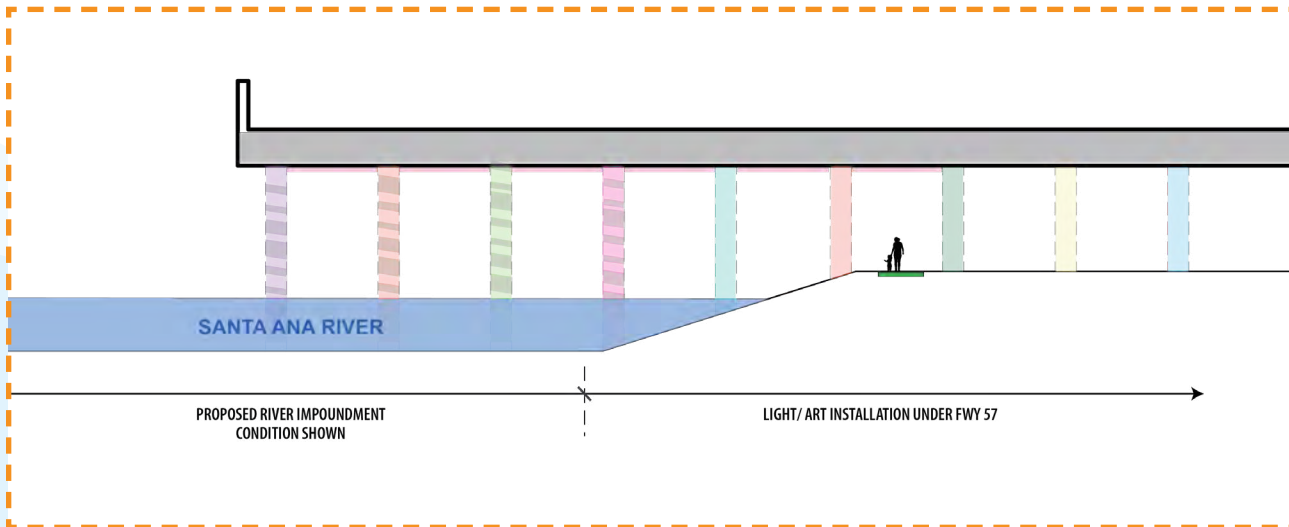 SANTA ANA RIVER
PROPOSED RIVER IMPOUNDMENT
CONDITION SHOWN
LIGHT/ ART INSTALLATION UNDER FWY 57